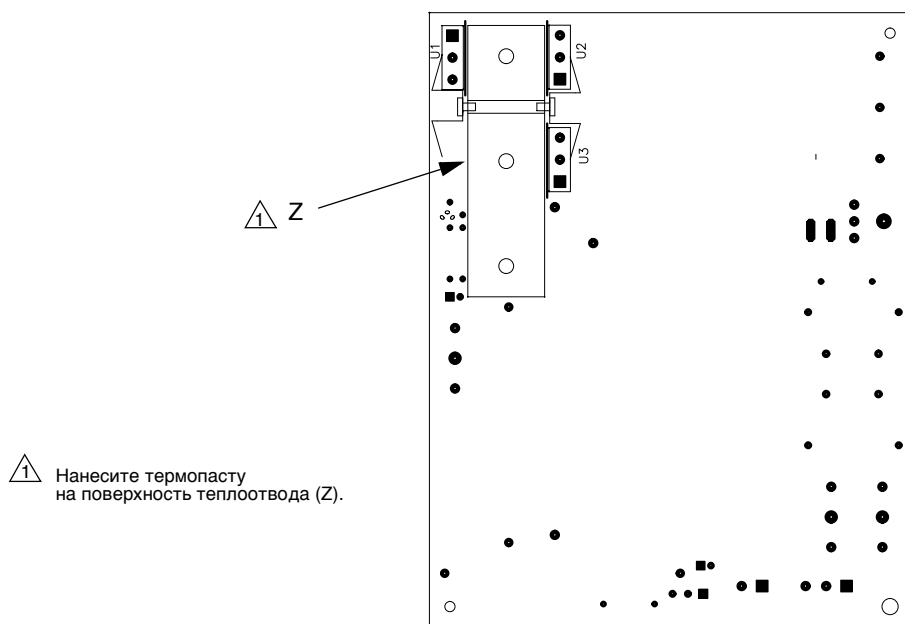 U1
U2
U3
1 Z
1 Нанесите термопасту
на поверхность теплоотвода (Z).